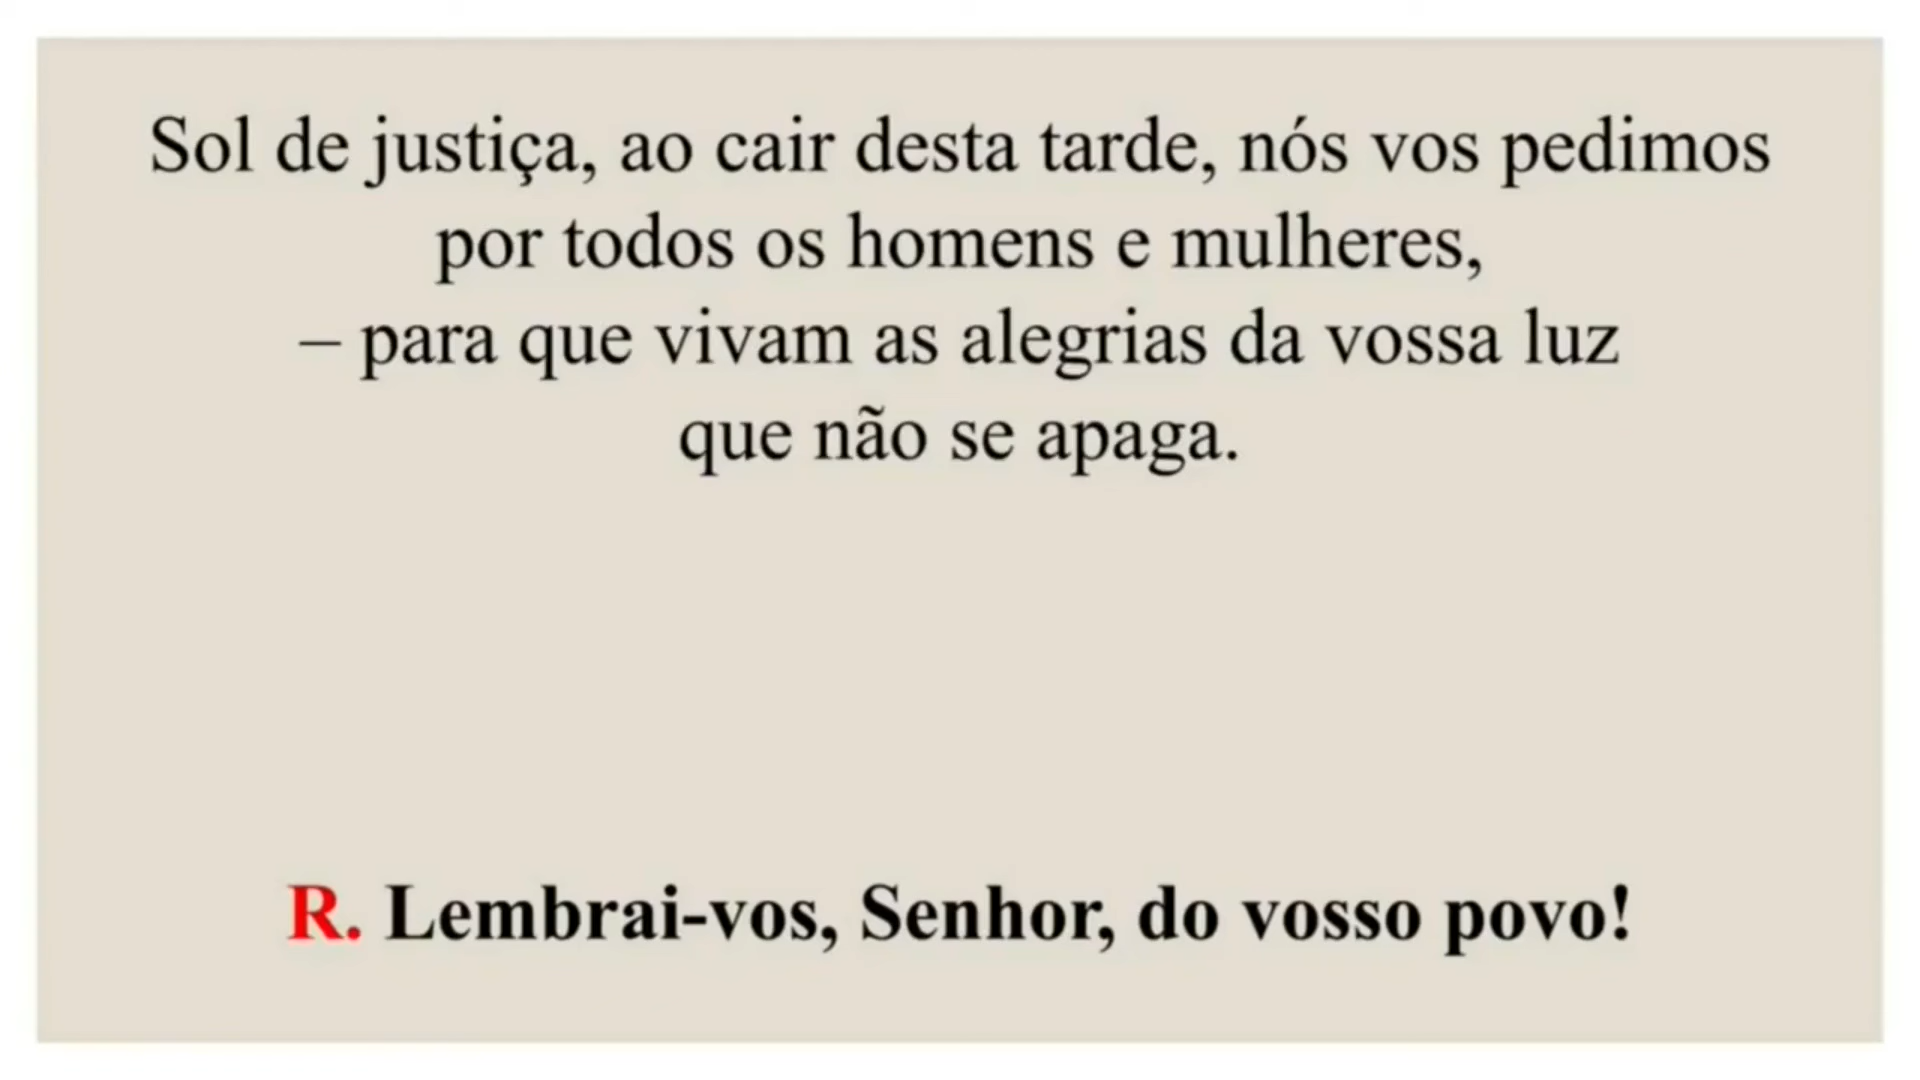 Sol de justiça, ao cair desta tarde, nós vos pedimos
por todos os homens e mulheres,
– para que vivam as alegrias da vossa luz
que não se apaga.
R. Lembrai-vos, Senhor, do vosso povo!